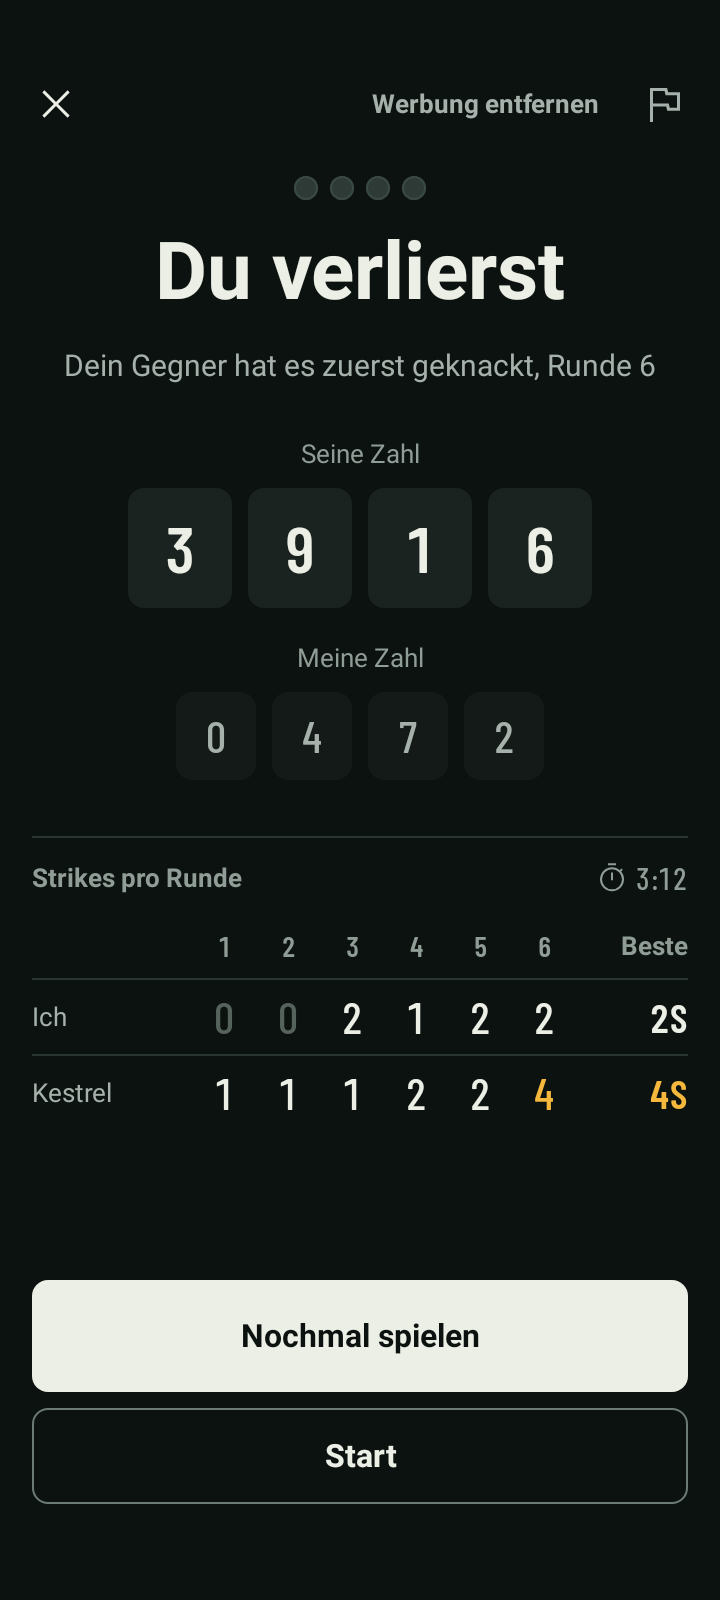 Werbung entfernen
Du verlierst
Dein Gegner hat es zuerst geknackt, Runde 6
Seine Zahl
3 9 1 6
Meine Zahl
0 4 7 2
Strikes pro Runde 3:12
1 2 3 4 5 6 Beste
Ich 0 0 2 1 2 2 2S
Kestrel 1 1 1 2 2 4 4S
Nochmal spielen
Start